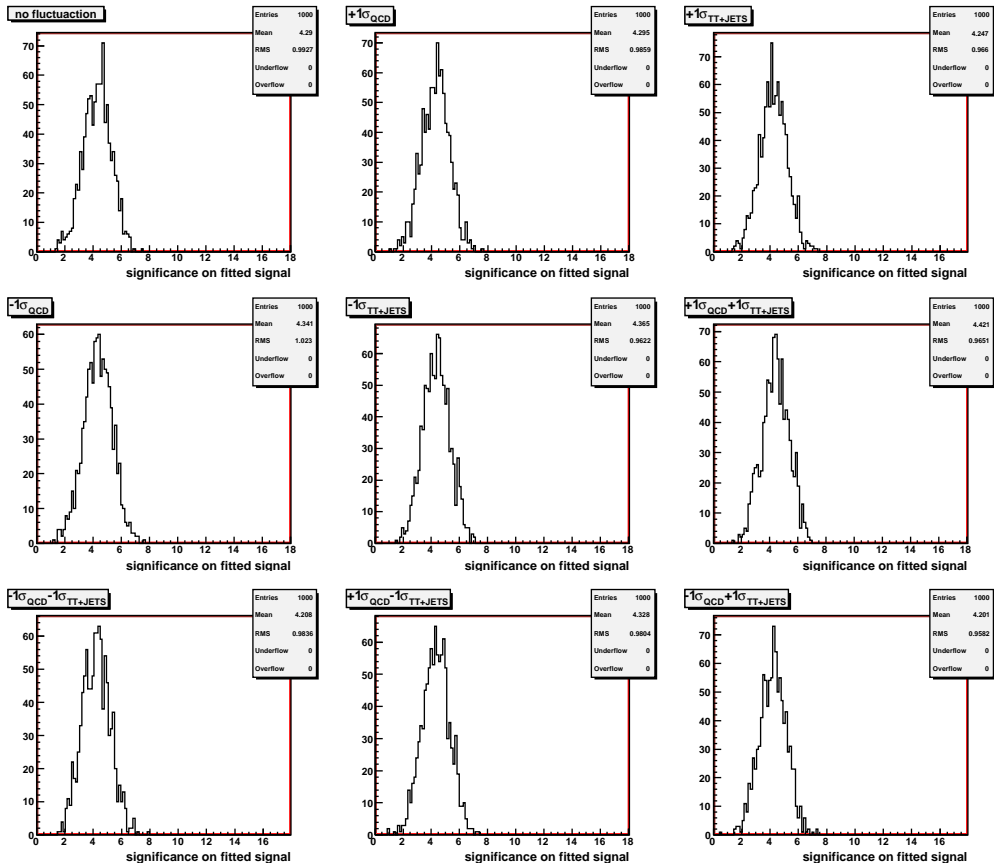 no fluctuaction
Entries 1000
Mean 4.29
RMS 0.9927
Underflow 0
Overflow 0
70
60
50
40
30
20
10
0
0 2 4 6 8 10 12 14 16 18
significance on fitted signal
+1σQCD
Entries 1000
Mean 4.295
RMS 0.9859
Underflow 0
Overflow 0
70
60
50
40
30
20
10
0
0 2 4 6 8 10 12 14 16 18
significance on fitted signal
+1σTT+JETS
Entries 1000
Mean 4.247
RMS 0.966
Underflow 0
Overflow 0
70
60
50
40
30
20
10
0
0 2 4 6 8 10 12 14 16
significance on fitted signal
-1σQCD
Entries 1000
Mean 4.341
RMS 1.023
Underflow 0
Overflow 0
60
50
40
30
20
10
0
0 2 4 6 8 10 12 14 16 18
significance on fitted signal
-1σTT+JETS
Entries 1000
Mean 4.365
RMS 0.9622
Underflow 0
Overflow 0
60
50
40
30
20
10
0
0 2 4 6 8 10 12 14 16 18
significance on fitted signal
+1σQCD+1σTT+JETS
Entries 1000
Mean 4.421
RMS 0.9651
Underflow 0
Overflow 0
70
60
50
40
30
20
10
0
0 2 4 6 8 10 12 14 16 18
significance on fitted signal
-1σQCD-1σTT+JETS
Entries 1000
Mean 4.208
RMS 0.9836
Underflow 0
Overflow 0
60
50
40
30
20
10
0
0 2 4 6 8 10 12 14 16 18
significance on fitted signal
+1σQCD-1σTT+JETS
Entries 1000
Mean 4.328
RMS 0.9804
Underflow 0
Overflow 0
60
50
40
30
20
10
0
0 2 4 6 8 10 12 14 16 18
significance on fitted signal
-1σQCD+1σTT+JETS
Entries 1000
Mean 4.201
RMS 0.9582
Underflow 0
Overflow 0
70
60
50
40
30
20
10
0
0 2 4 6 8 10 12 14 16 18
significance on fitted signal